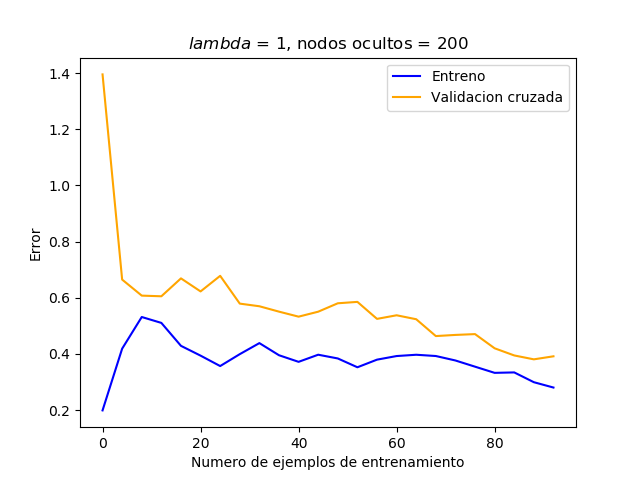 lambda = 1, nodos ocultos = 200
Entreno
Validacion cruzada
1.4
1.2
1.0
0.8
0.6
0.4
0.2
Error
0 20 40 60 80
Numero de ejemplos de entrenamiento